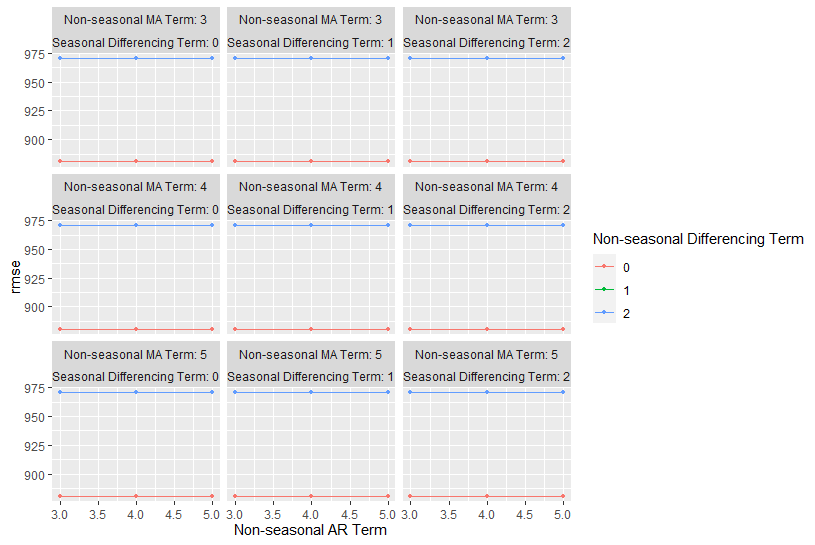 Non-seasonal MA Term: 3
Non-seasonal MA Term: 3
Non-seasonal MA Term: 3
Seasonal Differencing Term: 0
Seasonal Differencing Term: 1
Seasonal Differencing Term: 2
975
950
925
900
Non-seasonal MA Term: 4
Non-seasonal MA Term: 4
Non-seasonal MA Term: 4
Seasonal Differencing Term: 0
Seasonal Differencing Term: 1
Seasonal Differencing Term: 2
975
950
925
900
rmse
Non-seasonal MA Term: 5
Non-seasonal MA Term: 5
Non-seasonal MA Term: 5
Seasonal Differencing Term: 0
Seasonal Differencing Term: 1
Seasonal Differencing Term: 2
975
950
925
900
3.0 3.5 4.0 4.5 5.0
3.0 3.5 4.0 4.5 5.0
3.0 3.5 4.0 4.5 5.0
Non-seasonal AR Term
Non-seasonal Differencing Term
0
1
2